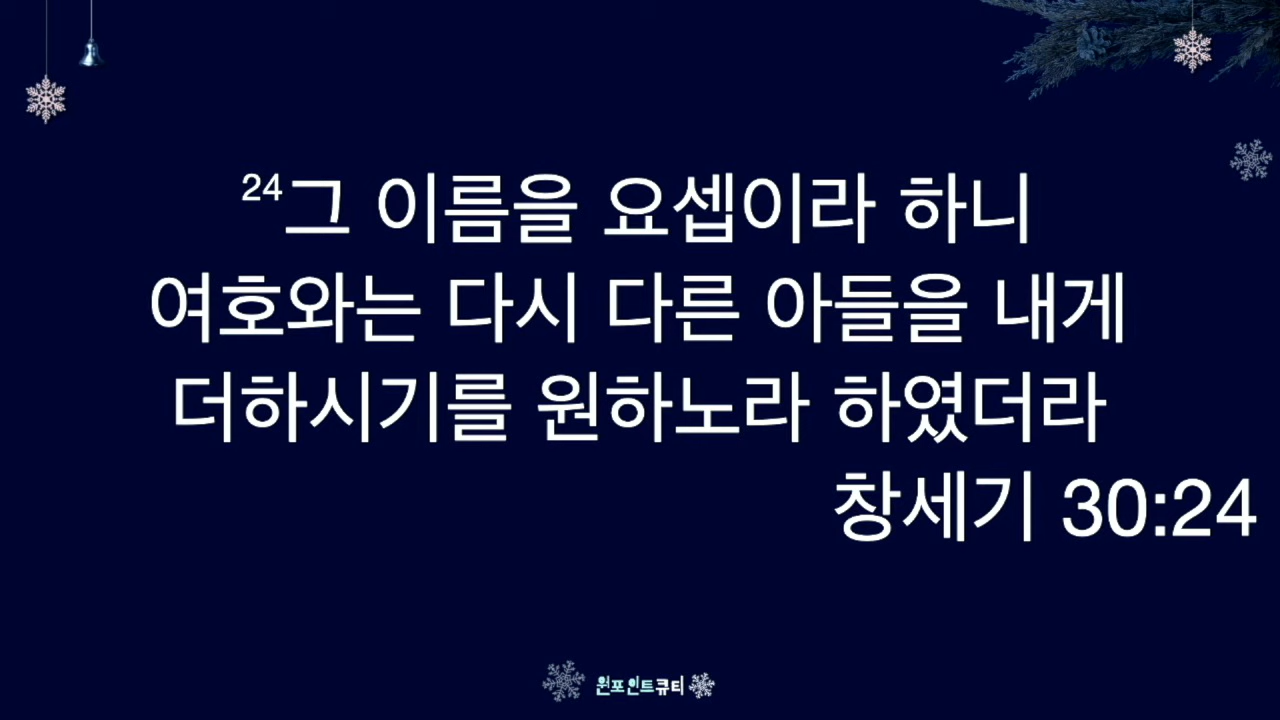 24그 이름을 요셉이라 하니
여호와는 다시 다른 아들을 내게
더하시기를 원하노라 하였더라
창세기 30:24
원포인트큐티